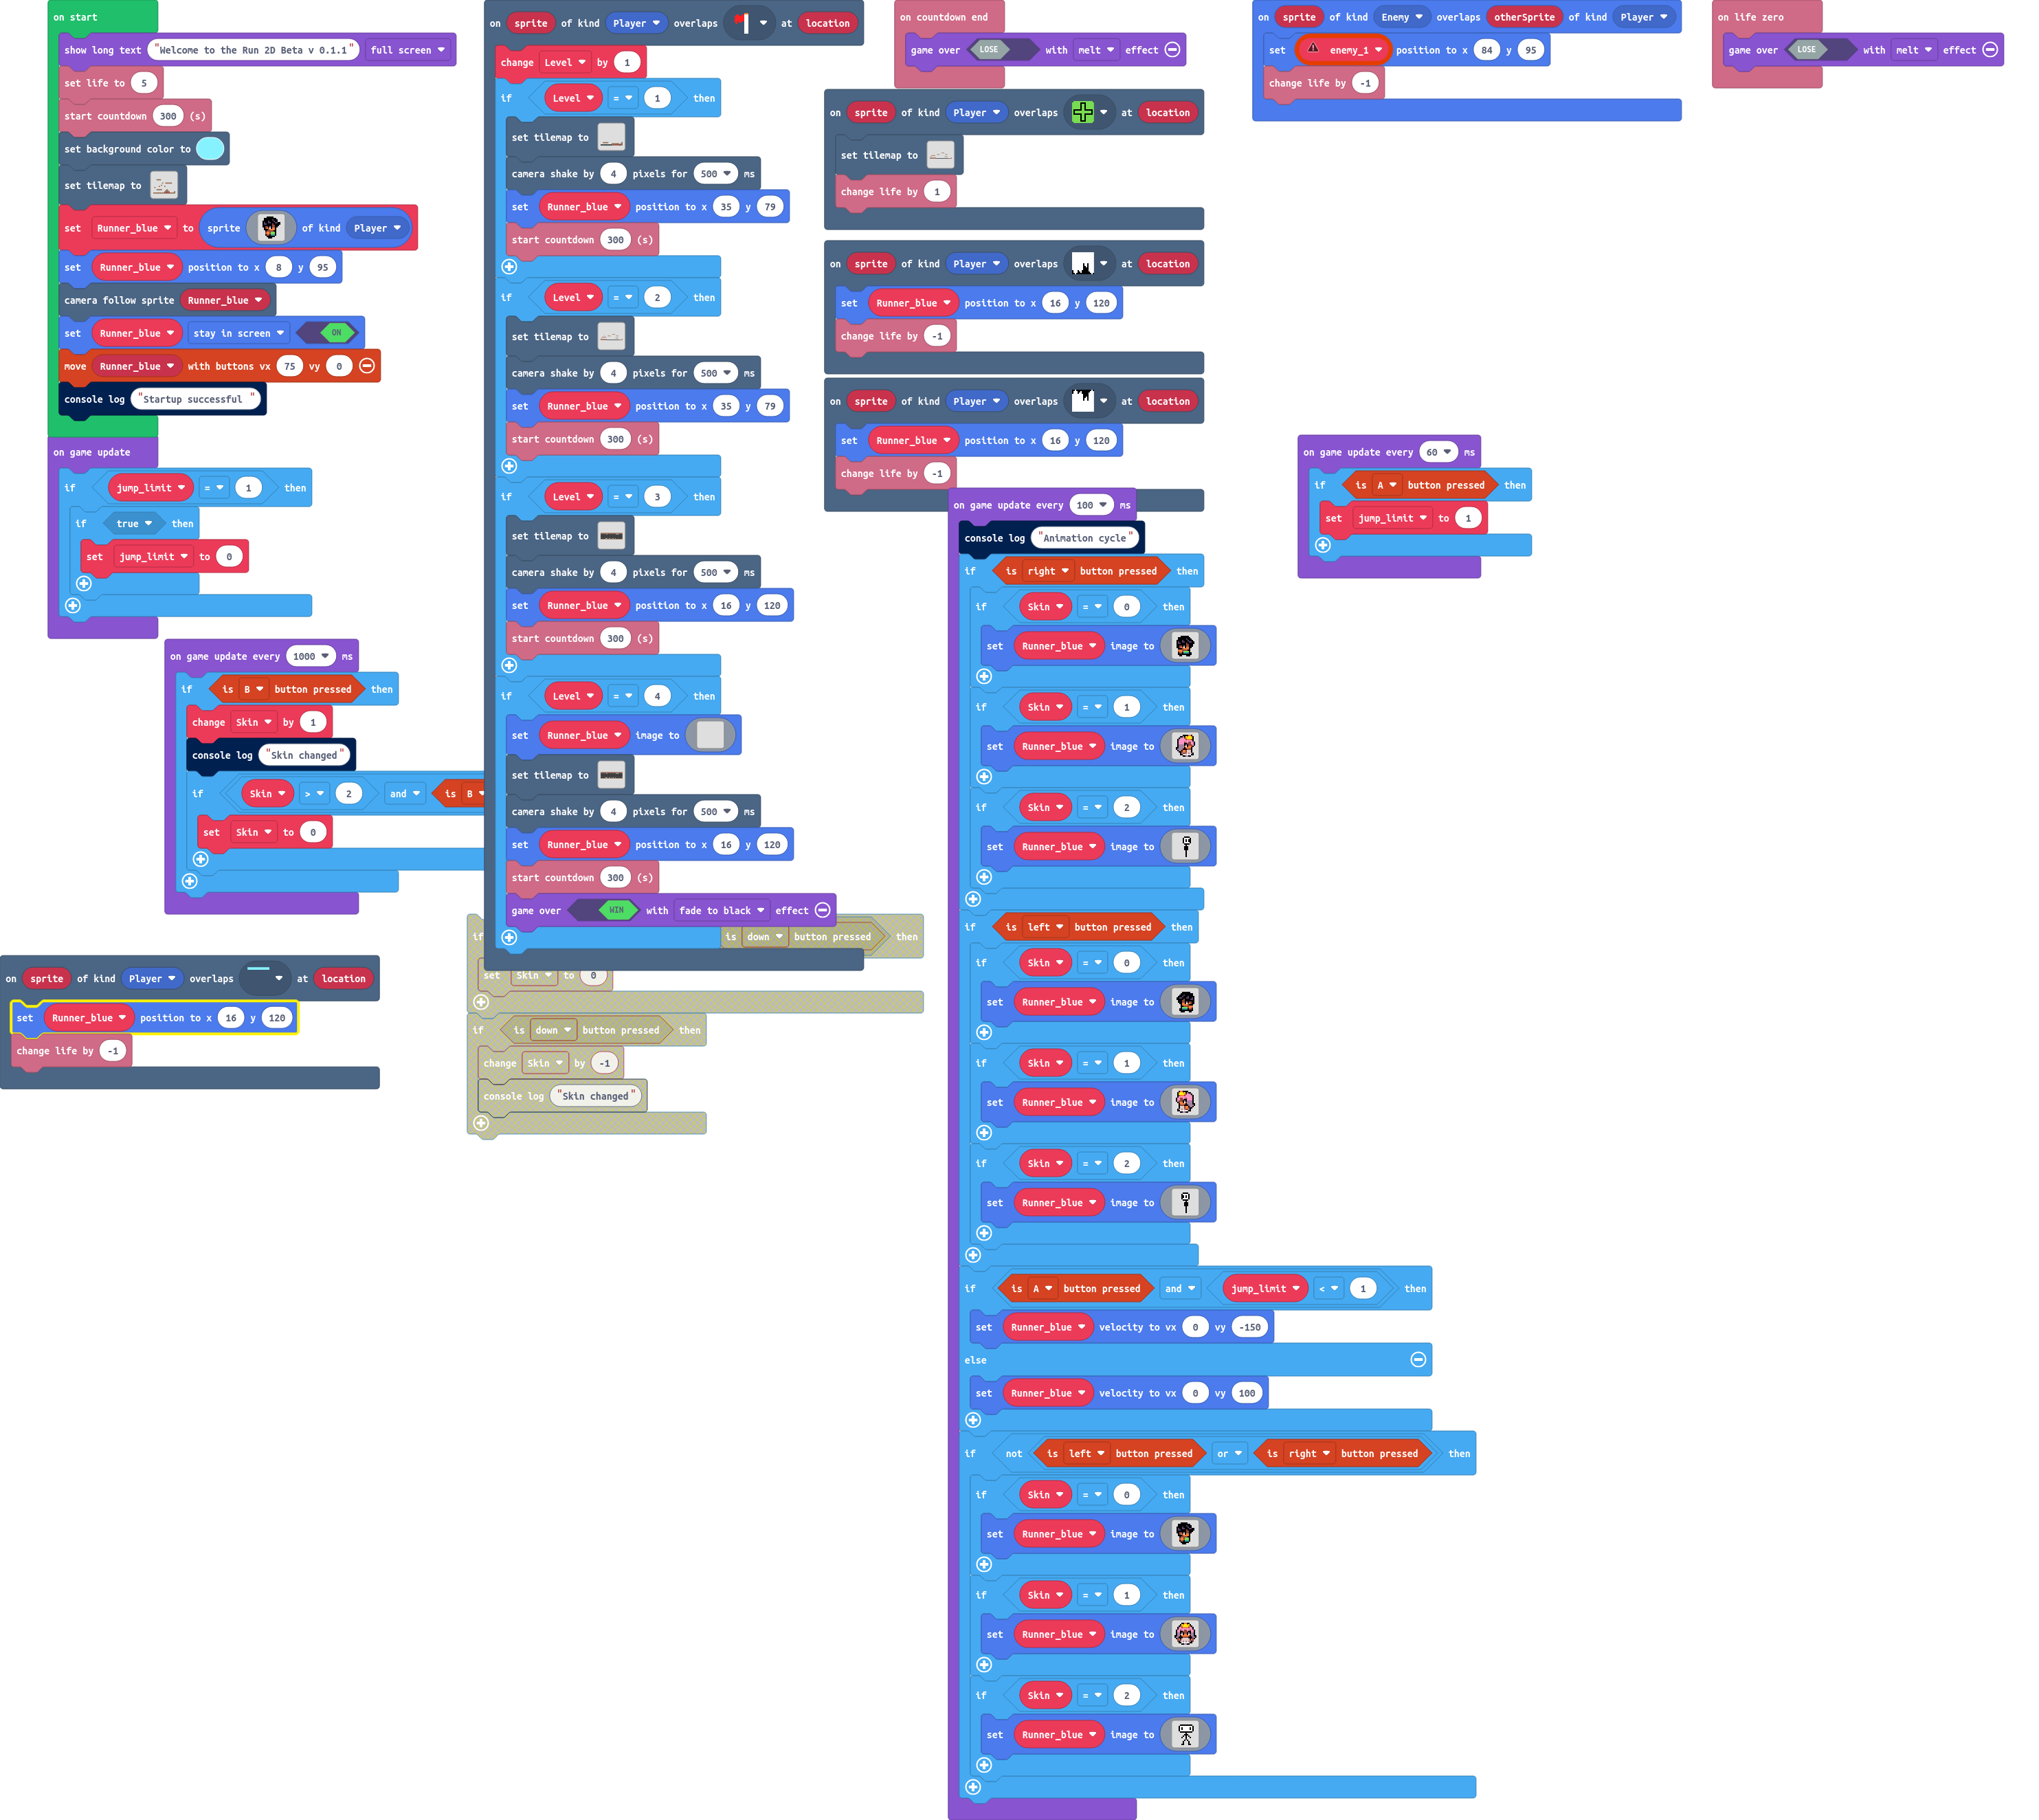 on start
show long text "Welcome to the Run 2D Beta v 0.1.1" full screen
set life to 5
start countdown 300 (s)
set background color to
set tilemap to
set Runner_blue to sprite of kind Player
set Runner_blue position to x 8 y 95
camera follow sprite Runner_blue
set Runner_blue stay in screen ON
move Runner_blue with buttons vx 75 vy 0
console log "Startup successful "
on game update
if jump_limit = 1 then
if true then
set jump_limit to 0
on game update every 1000 ms
if is B button pressed then
change Skin by 1
console log "Skin changed"
if Skin > 2 and is B
set Skin to 0
on sprite of kind Player overlaps at location
set Runner_blue position to x 16 y 120
change life by -1
on sprite of kind Player overlaps at location
change Level by 1
if Level = 1 then
set tilemap to
camera shake by 4 pixels for 500 ms
set Runner_blue position to x 35 y 79
start countdown 300 (s)
if Level = 2 then
set tilemap to
camera shake by 4 pixels for 500 ms
set Runner_blue position to x 35 y 79
start countdown 300 (s)
if Level = 3 then
set tilemap to
camera shake by 4 pixels for 500 ms
set Runner_blue position to x 16 y 120
start countdown 300 (s)
if Level = 4 then
set Runner_blue image to
set tilemap to
camera shake by 4 pixels for 500 ms
set Runner_blue position to x 16 y 120
start countdown 300 (s)
game over WIN with fade to black effect
if is down button pressed then
set Skin to 0
if is down button pressed then
change Skin by -1
console log "Skin changed"
on countdown end
game over LOSE with melt effect
on sprite of kind Player overlaps at location
set tilemap to
change life by 1
on sprite of kind Player overlaps at location
set Runner_blue position to x 16 y 120
change life by -1
on sprite of kind Player overlaps at location
set Runner_blue position to x 16 y 120
change life by -1
on game update every 100 ms
console log "Animation cycle"
if is right button pressed then
if Skin = 0 then
set Runner_blue image to
if Skin = 1 then
set Runner_blue image to
if Skin = 2 then
set Runner_blue image to
if is left button pressed then
if Skin = 0 then
set Runner_blue image to
if Skin = 1 then
set Runner_blue image to
if Skin = 2 then
set Runner_blue image to
if is A button pressed and jump_limit < 1 then
set Runner_blue velocity to vx 0 vy -150
else
set Runner_blue velocity to vx 0 vy 100
if not is left button pressed or is right button pressed then
if Skin = 0 then
set Runner_blue image to
if Skin = 1 then
set Runner_blue image to
if Skin = 2 then
set Runner_blue image to
on sprite of kind Enemy overlaps otherSprite of kind Player
set enemy_1 position to x 84 y 95
change life by -1
on life zero
game over LOSE with melt effect
on game update every 60 ms
if is A button pressed then
set jump_limit to 1